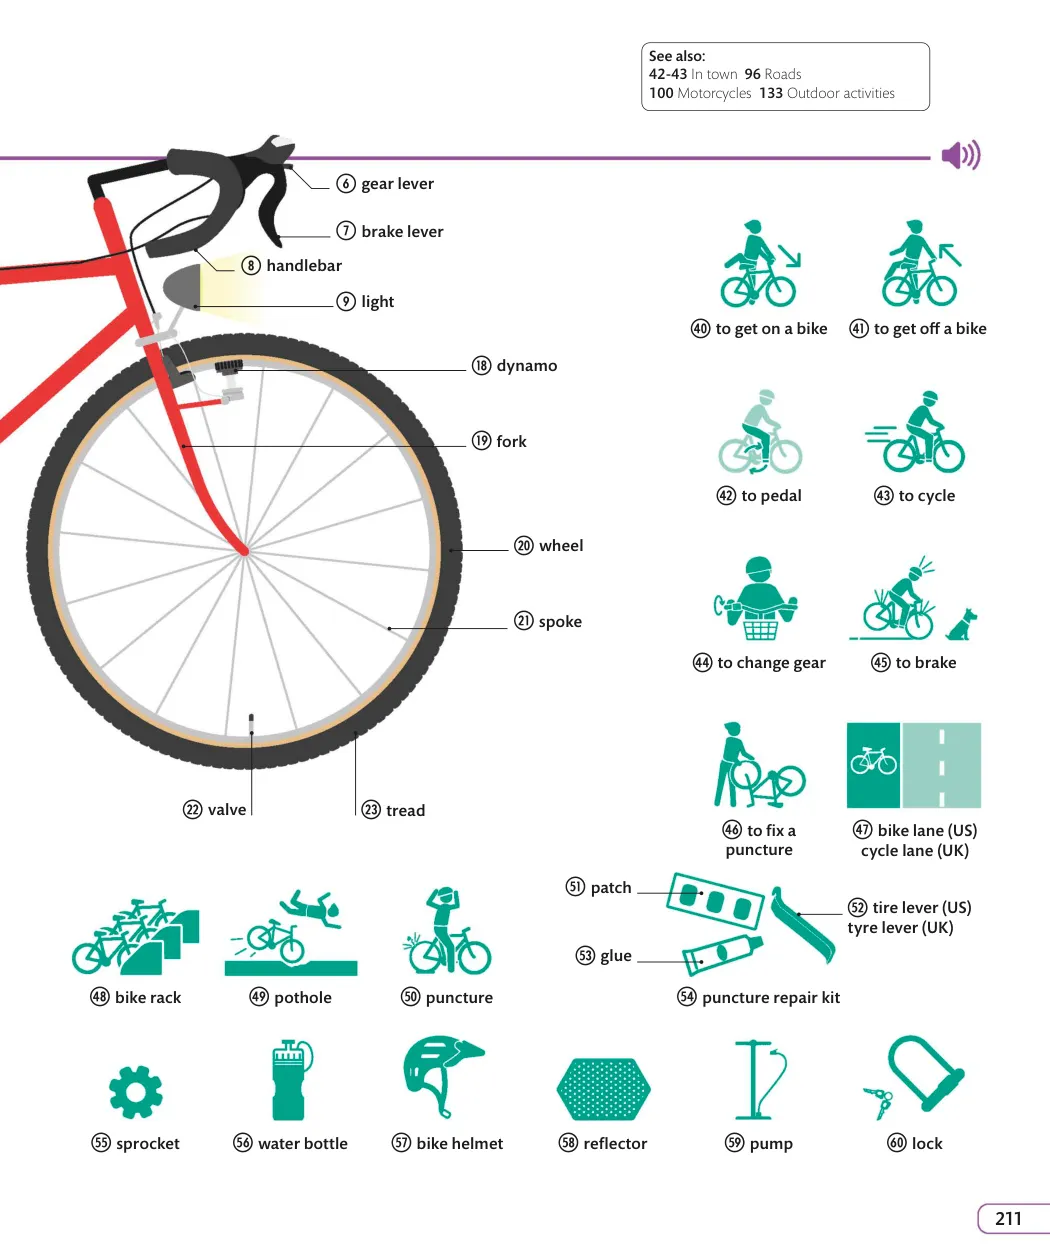 See also:
42-43 In town 96 Roads
100 Motorcycles 133 Outdoor activities
6 gear lever
7 brake lever
8 handlebar
9 light
18 dynamo
19 fork
20 wheel
21 spoke
22 valve
23 tread
40 to get on a bike
41 to get off a bike
42 to pedal
43 to cycle
44 to change gear
45 to brake
46 to fix a
puncture
47 bike lane (US)
cycle lane (UK)
48 bike rack
49 pothole
50 puncture
51 patch
52 tire lever (US)
tyre lever (UK)
53 glue
54 puncture repair kit
55 sprocket
56 water bottle
57 bike helmet
58 reflector
59 pump
60 lock
211